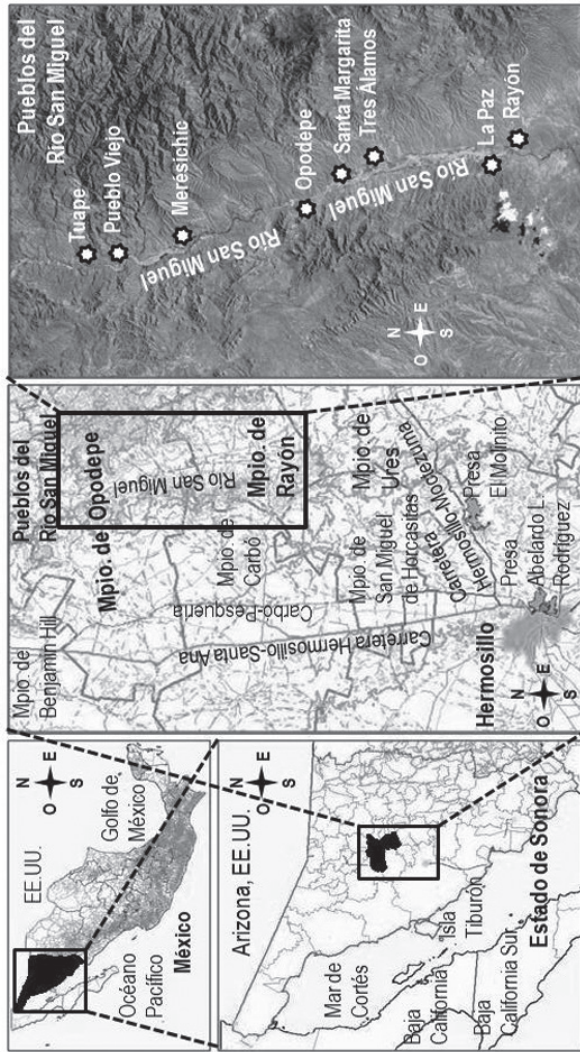 EE.UU.
Golfo de
México
Océano
Pacífico
México
N
O E
S
Arizona, EE.UU.
Mar de
Cortés
Isla
Tiburón
Baja
California
Baja
California Sur
Estado de Sonora
N
O E
S
Pueblos del
Río San Miguel
Mpio. de
Benjamin Hill
Mpio. de Opodepe
Río San Miguel
Carbó-Pesqueria
Mpio. de
Carbó
Mpio. de
Rayón
Carretera Hermosillo-Santa Ana
Mpio. de
San Miguel
de Horcasitas
Mpio. de
Ures
Carretera
Hermosillo-Moctezuma
Presa
El Molinito
Presa
Abelardo L.
Rodríguez
Hermosillo
N
O E
S
Pueblos del
Río San Miguel
Tuape
Pueblo Viejo
Merésichic
Río San Miguel
Opodepe
Santa Margarita
Tres Álamos
Río San Miguel
La Paz
Rayón
N
O E
S